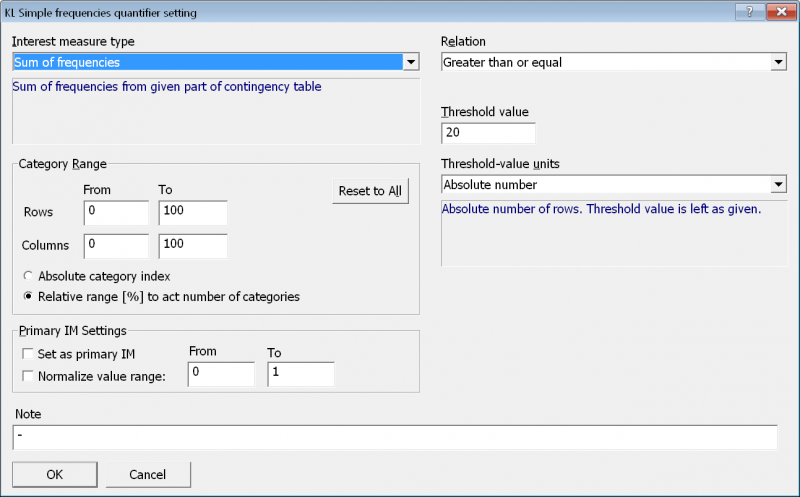 KL Simple frequencies quantifier setting
Interest measure type
Sum of frequencies
Sum of frequencies from given part of contingency table
Relation
Greater than or equal
Threshold value
20
Threshold-value units
Absolute number
Absolute number of rows. Threshold value is left as given.
Category Range
From To
Reset to All
Rows 0 100
Columns 0 100
Absolute category index
Relative range [%] to act number of categories
Primary IM Settings
Set as primary IM From To
Normalize value range: 0 1
Note
-
OK Cancel